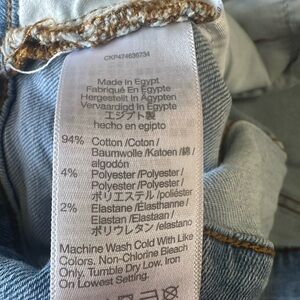 CKP474636734
Made In Egypt
Fabriqué En Égypte
Hergestellt In Ägypten
Vervaardigd In Egypte
エジプト製
hecho en egipto
94% Cotton /Coton/
Baumwolle /Katoen /綿/
algodón
4% Polyester /Polyester/
Polyester /Polyester/
ポリエステル /poliéster
2% Elastane /Elasthanne/
Elastan /Elastaan/
ポリウレタン /elastano
Machine Wash Cold With Like
Colors. Non-Chlorine Bleach
Only. Tumble Dry Low. Iron
On Lowest Setting.